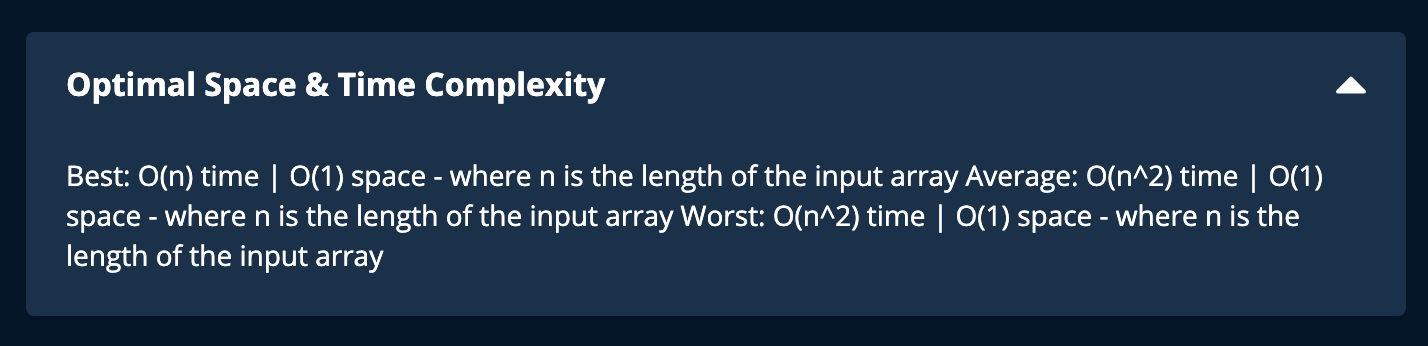 Optimal Space & Time Complexity
Best: O(n) time | O(1) space - where n is the length of the input array Average: O(n^2) time | O(1)
space - where n is the length of the input array Worst: O(n^2) time | O(1) space - where n is the
length of the input array